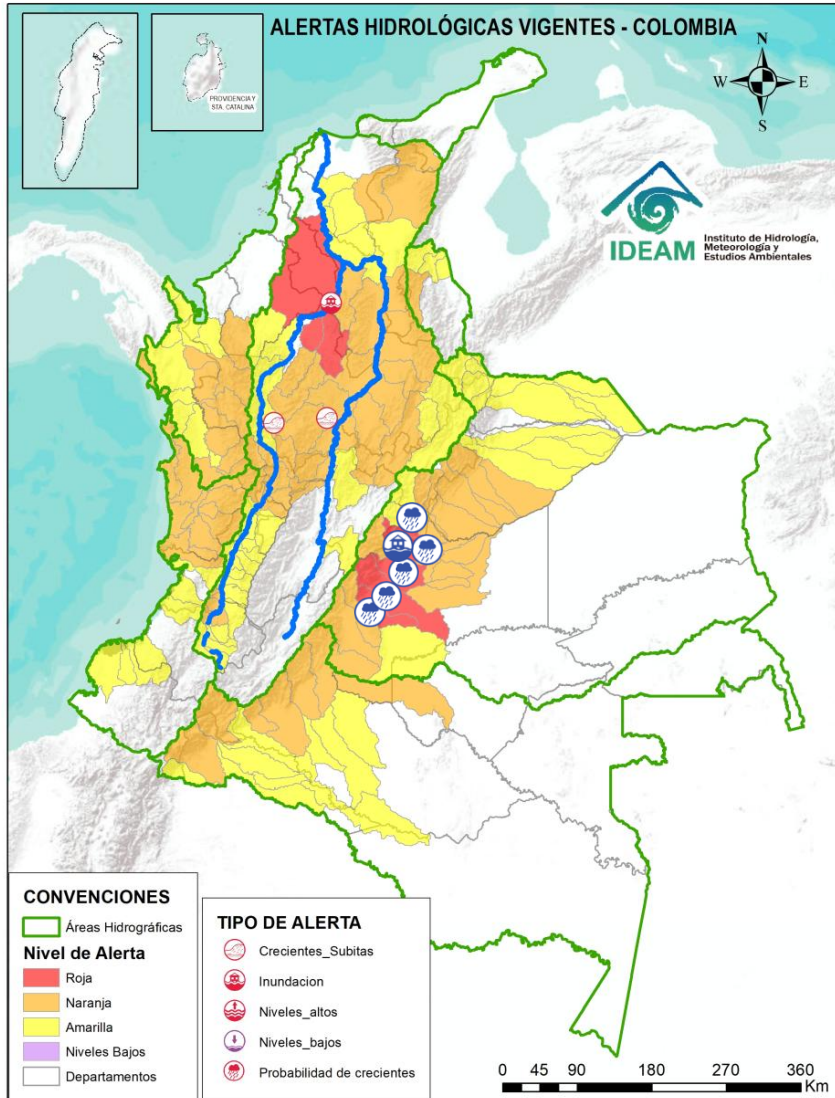 ALERTAS HIDROLÓGICAS VIGENTES - COLOMBIA
PROVIDENCIA Y
STA. CATALINA
N
W E
S
IDEAM
Instituto de Hidrología,
Meteorología y
Estudios Ambientales
CONVENCIONES
Áreas Hidrográficas
Nivel de Alerta
Roja
Naranja
Amarilla
Niveles Bajos
Departamentos
TIPO DE ALERTA
Crecientes_Subitas
Inundacion
Niveles_altos
Niveles_bajos
Probabilidad de crecientes
0 45 90 180 270 360
Km